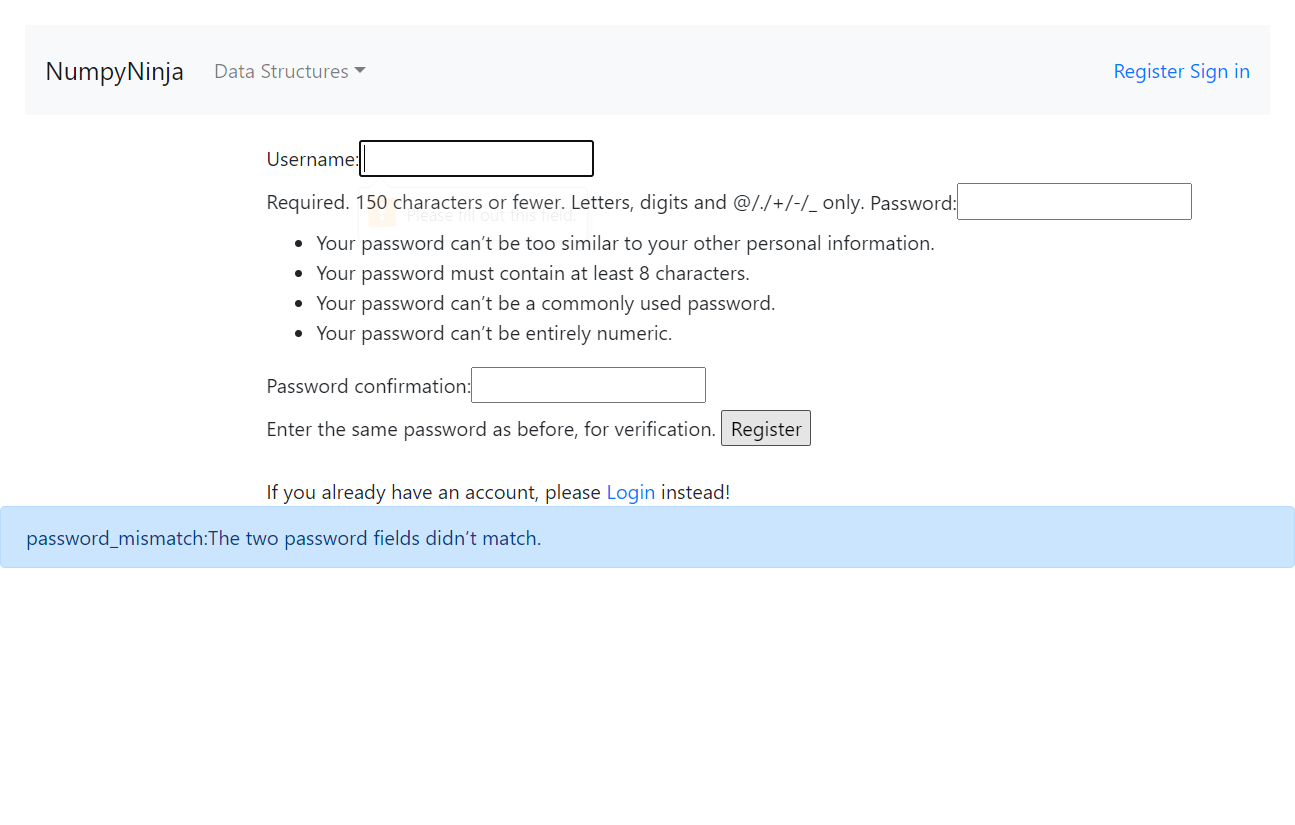 NumpyNinja Data Structures Register Sign in
Username:
Required. 150 characters or fewer. Letters, digits and @/./+/-/_ only. Password:
Please fill out this field.
Your password can’t be too similar to your other personal information.
Your password must contain at least 8 characters.
Your password can’t be a commonly used password.
Your password can’t be entirely numeric.
Password confirmation:
Enter the same password as before, for verification. Register
If you already have an account, please Login instead!
password_mismatch:The two password fields didn’t match.